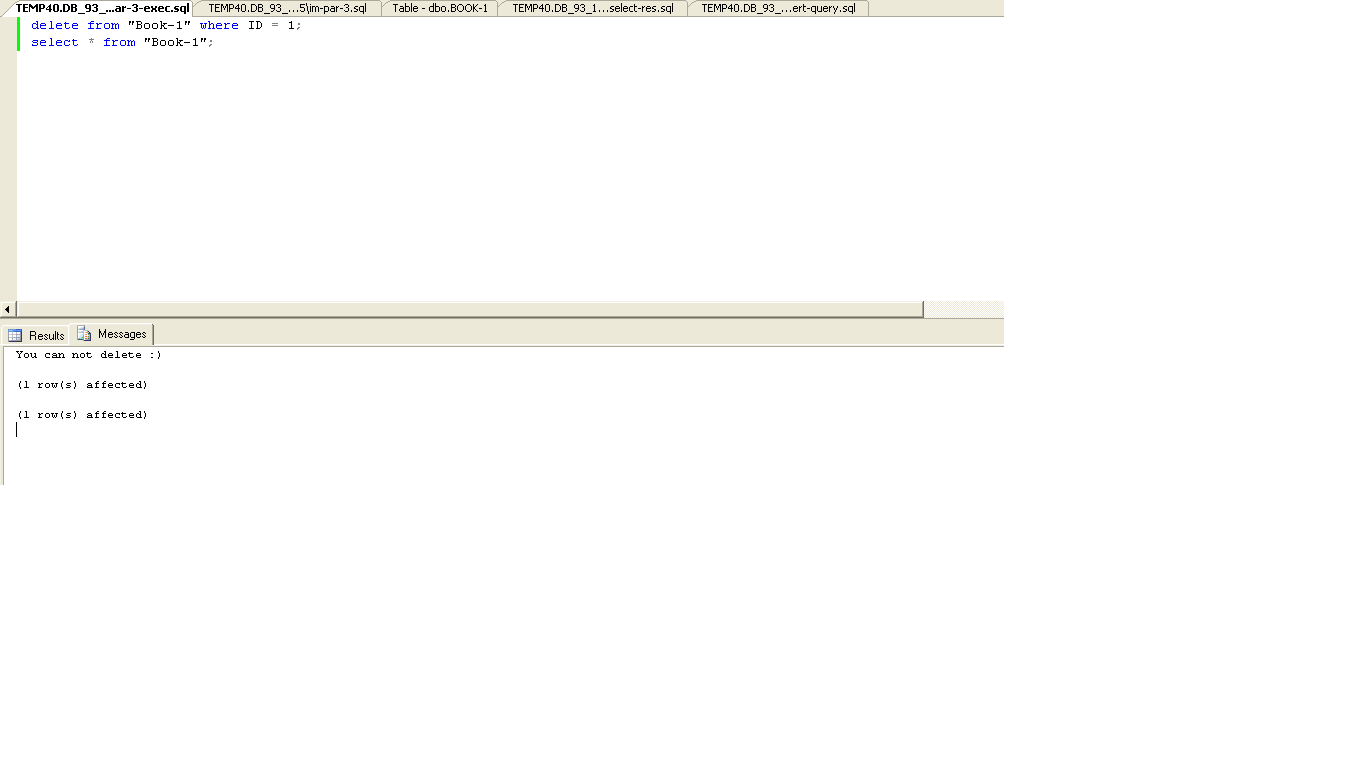 TEMP40.DB_93_...ar-3-exec.sql TEMP40.DB_93_...5\im-par-3.sql Table - dbo.BOOK-1 TEMP40.DB_93_1...select-res.sql TEMP40.DB_93_...ert-query.sql
delete from "Book-1" where ID = 1;
select * from "Book-1";
Results Messages
You can not delete :)
(1 row(s) affected)
(1 row(s) affected)